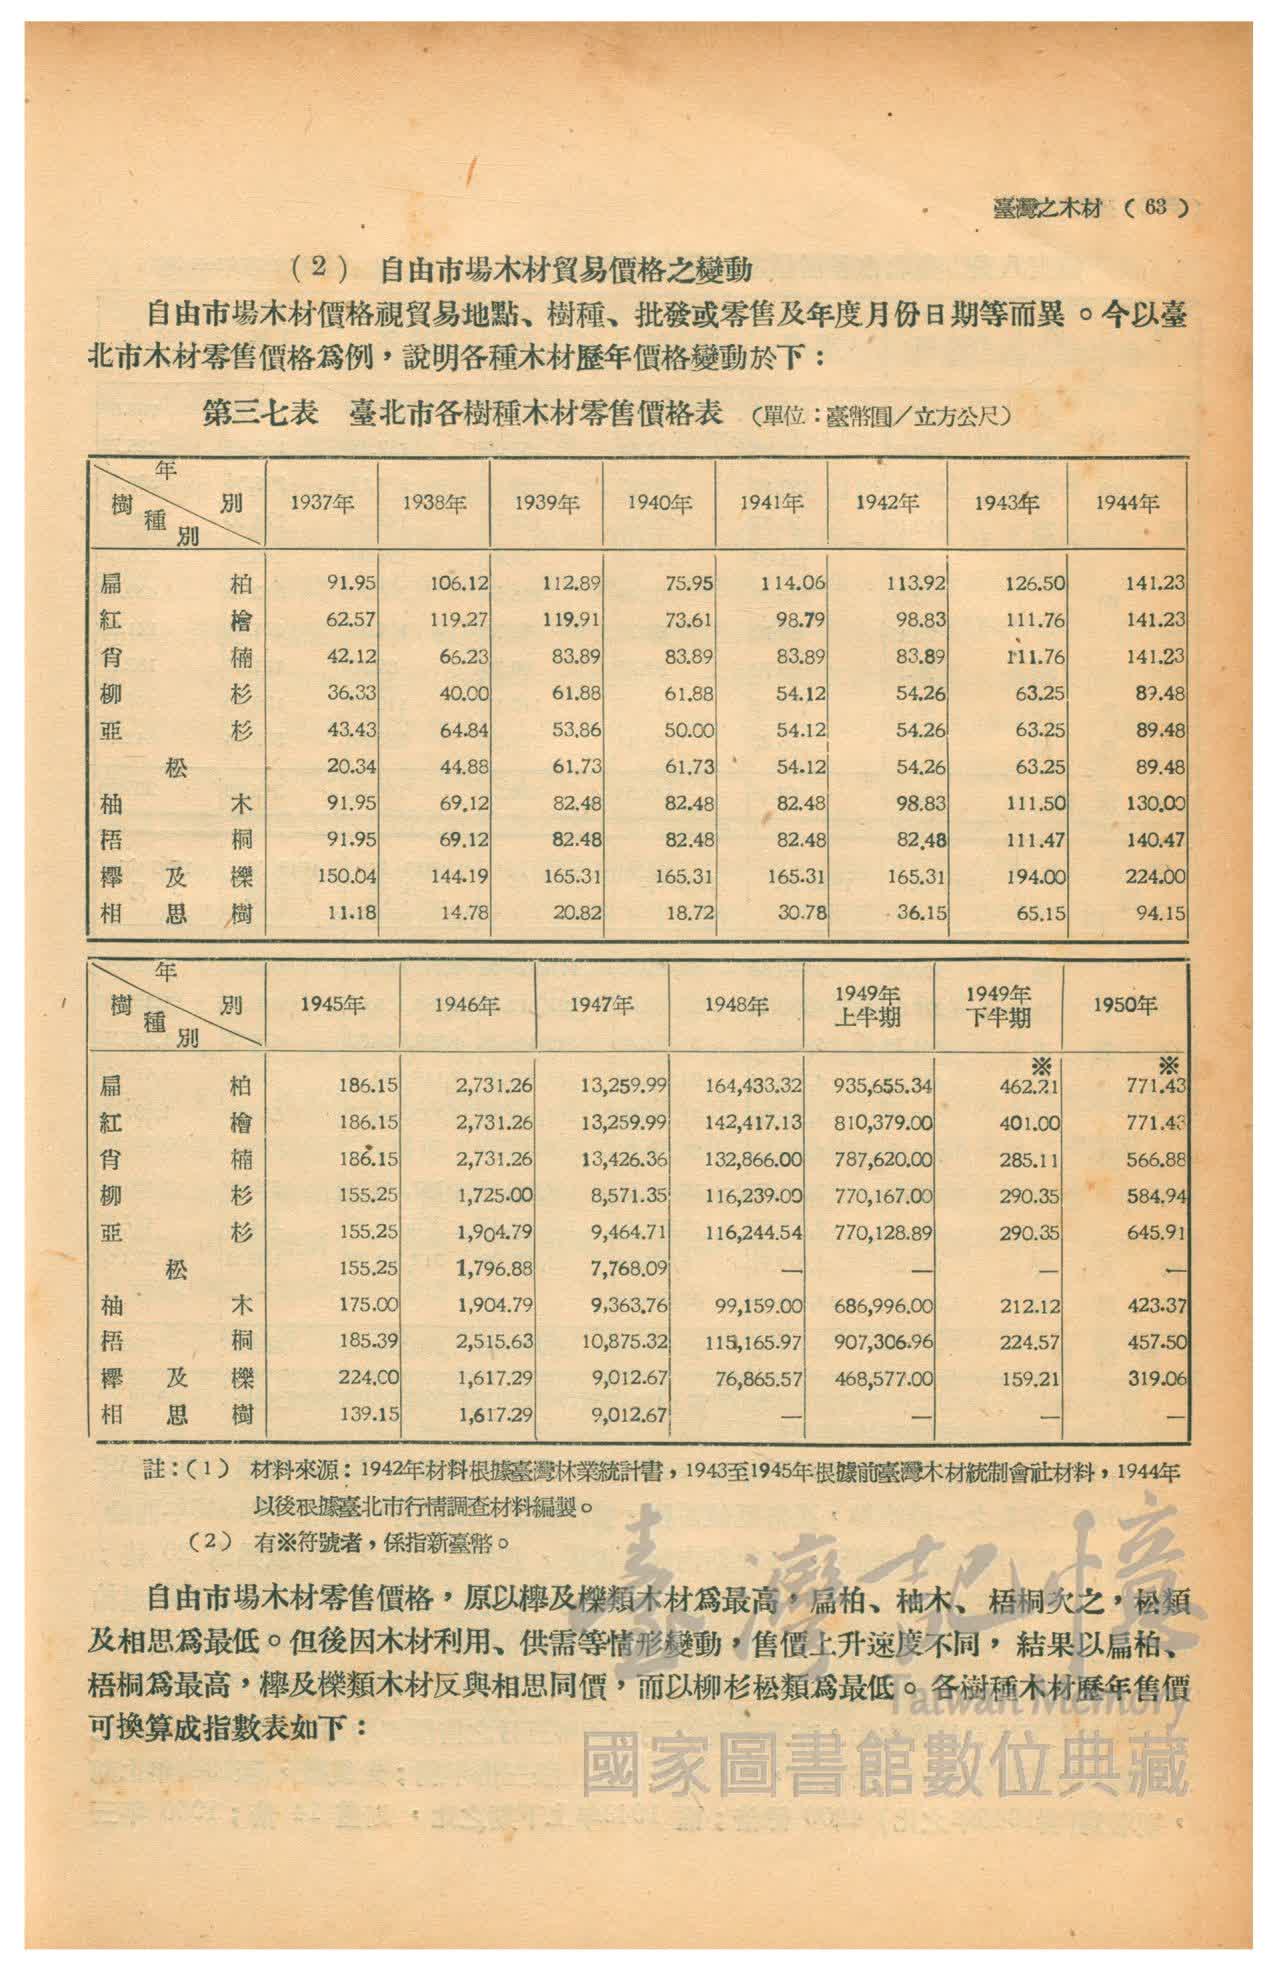 臺灣之木材 ( 63 )
(2) 自由市場木材貿易價格之變動
自由市場木材價格視貿易地點、樹種、批發或零售及年度月份日期等而異。今以臺
北市木材零售價格爲例，說明各種木材歷年價格變動於下：
第三七表 臺北市各樹種木材零售價格表 (單位：臺幣圓／立方公尺)
年別 樹種別 1937年 1938年 1939年 1940年 1941年 1942年 1943年 1944年
扁柏 91.95 106.12 112.89 75.95 114.06 113.92 126.50 141.23
紅檜 62.57 119.27 119.91 73.61 98.79 98.83 111.76 141.23
肖楠 42.12 66.23 83.89 83.89 83.89 83.89 111.76 141.23
柳杉 36.33 40.00 61.88 61.88 54.12 54.26 63.25 89.48
亞杉 43.43 64.84 53.86 50.00 54.12 54.26 63.25 89.48
松 20.34 44.88 61.73 61.73 54.12 54.26 63.25 89.48
柚木 91.95 69.12 82.48 82.48 82.48 98.83 111.50 130.00
梧桐 91.95 69.12 82.48 82.48 82.48 82.48 111.47 140.47
櫸及櫟 150.04 144.19 165.31 165.31 165.31 165.31 194.00 224.00
相思樹 11.18 14.78 20.82 18.72 30.78 36.15 65.15 94.15
年別 樹種別 1945年 1946年 1947年 1948年 1949年上半期 1949年下半期 1950年
※ ※
扁柏 186.15 2,731.26 13,259.99 164,433.32 935,655.34 462.21 771.43
紅檜 186.15 2,731.26 13,259.99 142,417.13 810,379.00 401.00 771.43
肖楠 186.15 2,731.26 13,426.36 132,866.00 787,620.00 285.11 566.88
柳杉 155.25 1,725.00 8,571.35 116,239.00 770,167.00 290.35 584.94
亞杉 155.25 1,904.79 9,464.71 116,244.54 770,128.89 290.35 645.91
松 155.25 1,796.88 7,768.09 — — — —
柚木 175.00 1,904.79 9,363.76 99,159.00 686,996.00 212.12 423.37
梧桐 185.39 2,515.63 10,875.32 115,165.97 907,306.96 224.57 457.50
櫸及櫟 224.00 1,617.29 9,012.67 76,865.57 468,577.00 159.21 319.06
相思樹 139.15 1,617.29 9,012.67 — — — —
註：(1) 材料來源：1942年材料根據臺灣林業統計書，1943至1945年根據前臺灣木材統制會社材料，1944年
以後根據臺北市行情調查材料編製。
(2) 有※符號者，係指新臺幣。
自由市場木材零售價格，原以櫸及櫟類木材爲最高，扁柏、柚木、梧桐次之，松類
及相思爲最低。但後因木材利用、供需等情形變動，售價上升速度不同，結果以扁柏、
梧桐爲最高，櫸及櫟類木材反與相思同價，而以柳杉松類爲最低。各樹種木材歷年售價
可換算成指數表如下：
臺灣記憶
Taiwan Memory
國家圖書館數位典藏